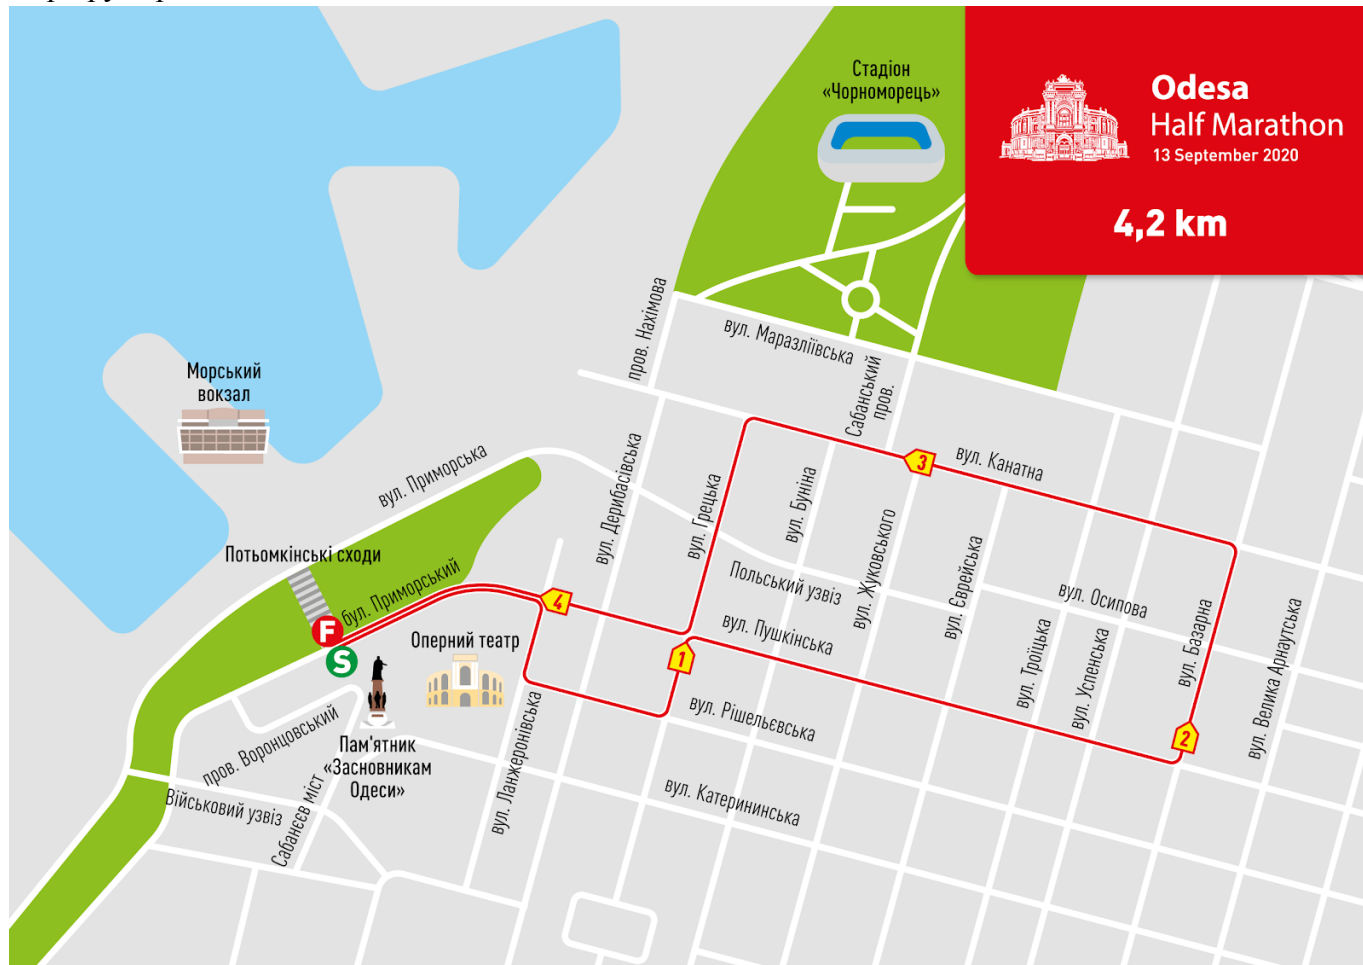 Стадіон
«Чорноморець»
Odesa
Half Marathon
13 September 2020
4,2 km
пров. Нахімова
вул. Маразліївська
Сабанський
пров.
Морський
вокзал
вул. Приморська
вул. Дерибасівська
вул. Грецька
вул. Буніна
3
вул. Канатна
Потьомкінські сходи
бул. Приморський
Польський узвіз
вул. Жуковського
вул. Єврейська
вул. Осипова
4
F
S
Оперний театр
1
вул. Пушкінська
вул. Троїцька
вул. Успенська
вул. Базарна
вул. Велика Арнаутська
2
вул. Рішельєвська
пров. Воронцовський
Пам'ятник
«Засновникам
Одеси»
вул. Ланжеронівська
вул. Катерининська
Військовий узвіз
Сабанєєв міст